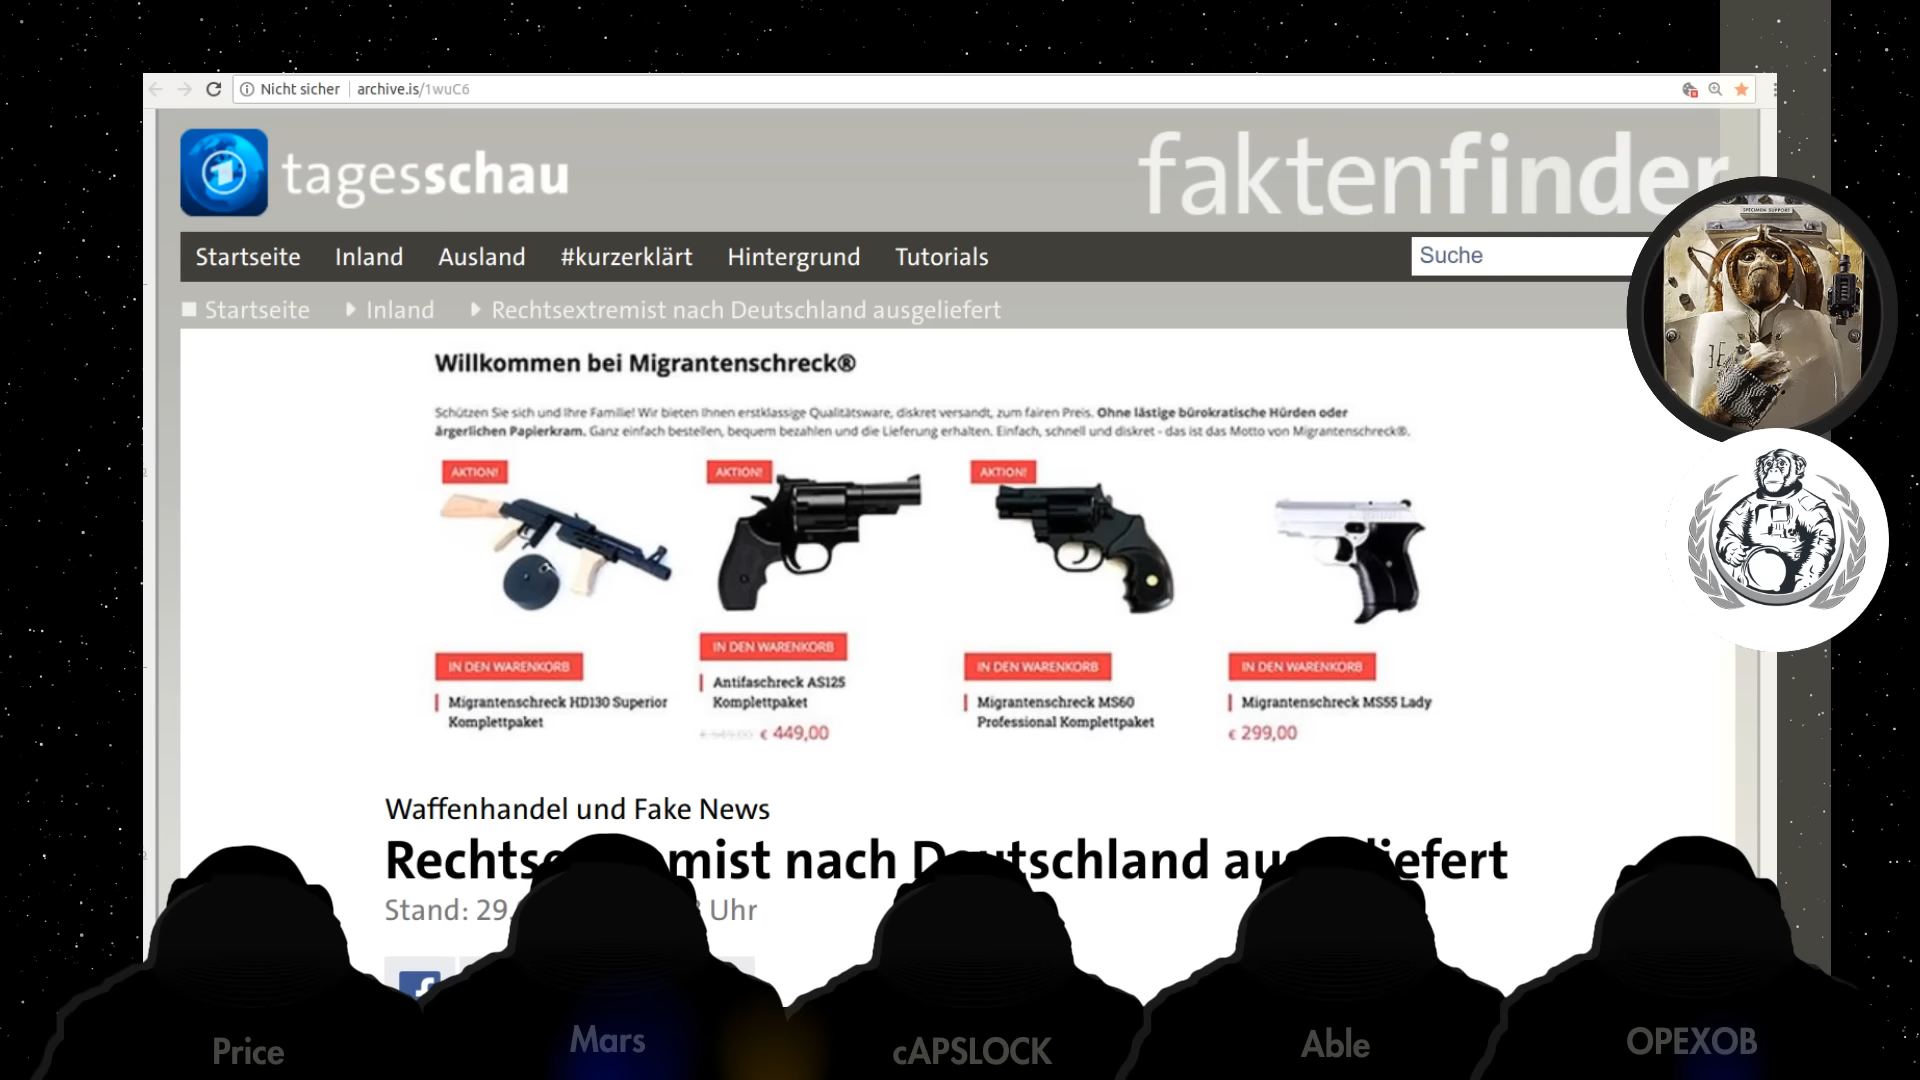 Nicht sicher archive.is/1wuC6
tagesschau
faktenfinder
Startseite Inland Ausland #kurzerklärt Hintergrund Tutorials Suche
Startseite Inland Rechtsextremist nach Deutschland ausgeliefert
SPECIMEN SUPPORT
Willkommen bei Migrantenschreck®
Schützen Sie sich und Ihre Familie! Wir bieten Ihnen erstklassige Qualitätsware, diskret versandt, zum fairen Preis. Ohne lästige bürokratische Hürden oder
ärgerlichen Papierkram. Ganz einfach bestellen, bequem bezahlen und die Lieferung erhalten. Einfach, schnell und diskret - das ist das Motto von Migrantenschreck®.
AKTION! AKTION! AKTION!
IN DEN WARENKORB IN DEN WARENKORB IN DEN WARENKORB IN DEN WARENKORB
Migrantenschreck HD130 Superior
Komplettpaket
Antifaschreck AS125
Komplettpaket
€ 449,00
Migrantenschreck MS60
Professional Komplettpaket
Migrantenschreck MS55 Lady
€ 299,00
Waffenhandel und Fake News
Rechtsextremist nach Deutschland ausgeliefert
Stand: 29. Uhr
f
Price Mars cAPSLOCK Able OPEXOB